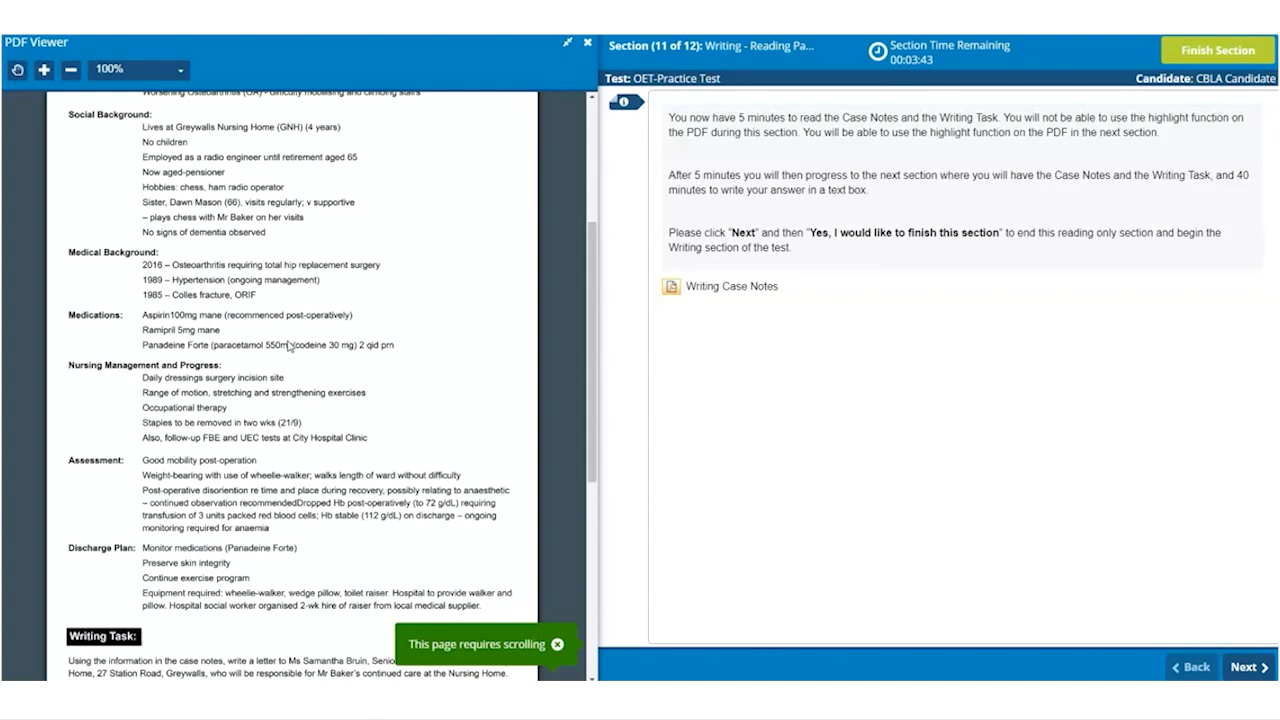 PDF Viewer
100%
Worsening Osteoarthritis (OA) - difficulty mobilising and climbing stairs
Social Background:
Lives at Greywalls Nursing Home (GNH) (4 years)
No children
Employed as a radio engineer until retirement aged 65
Now aged-pensioner
Hobbies: chess, ham radio operator
Sister, Dawn Mason (66), visits regularly; v supportive
– plays chess with Mr Baker on her visits
No signs of dementia observed
Medical Background:
2016 – Osteoarthritis requiring total hip replacement surgery
1989 – Hypertension (ongoing management)
1985 – Colles fracture, ORIF
Medications: Aspirin100mg mane (recommenced post-operatively)
Ramipril 5mg mane
Panadeine Forte (paracetamol 550m codeine 30 mg) 2 qid prn
Nursing Management and Progress:
Daily dressings surgery incision site
Range of motion, stretching and strengthening exercises
Occupational therapy
Staples to be removed in two wks (21/9)
Also, follow-up FBE and UEC tests at City Hospital Clinic
Assessment: Good mobility post-operation
Weight-bearing with use of wheelie-walker; walks length of ward without difficulty
Post-operative disoriention re time and place during recovery, possibly relating to anaesthetic
– continued observation recommendedDropped Hb post-operatively (to 72 g/dL) requiring
transfusion of 3 units packed red blood cells; Hb stable (112 g/dL) on discharge – ongoing
monitoring required for anaemia
Discharge Plan: Monitor medications (Panadeine Forte)
Preserve skin integrity
Continue exercise program
Equipment required: wheelie-walker, wedge pillow, toilet raiser. Hospital to provide walker and
pillow. Hospital social worker organised 2-wk hire of raiser from local medical supplier.
Writing Task:
Using the information in the case notes, write a letter to Ms Samantha Bruin, Senio
Home, 27 Station Road, Greywalls, who will be responsible for Mr Baker's continued care at the Nursing Home.
This page requires scrolling
Section (11 of 12): Writing - Reading Pa...
Section Time Remaining
00:03:43
Finish Section
Test: OET-Practice Test
Candidate: CBLA Candidate
You now have 5 minutes to read the Case Notes and the Writing Task. You will not be able to use the highlight function on
the PDF during this section. You will be able to use the highlight function on the PDF in the next section.
After 5 minutes you will then progress to the next section where you will have the Case Notes and the Writing Task, and 40
minutes to write your answer in a text box.
Please click "Next" and then "Yes, I would like to finish this section" to end this reading only section and begin the
Writing section of the test.
Writing Case Notes
Back
Next